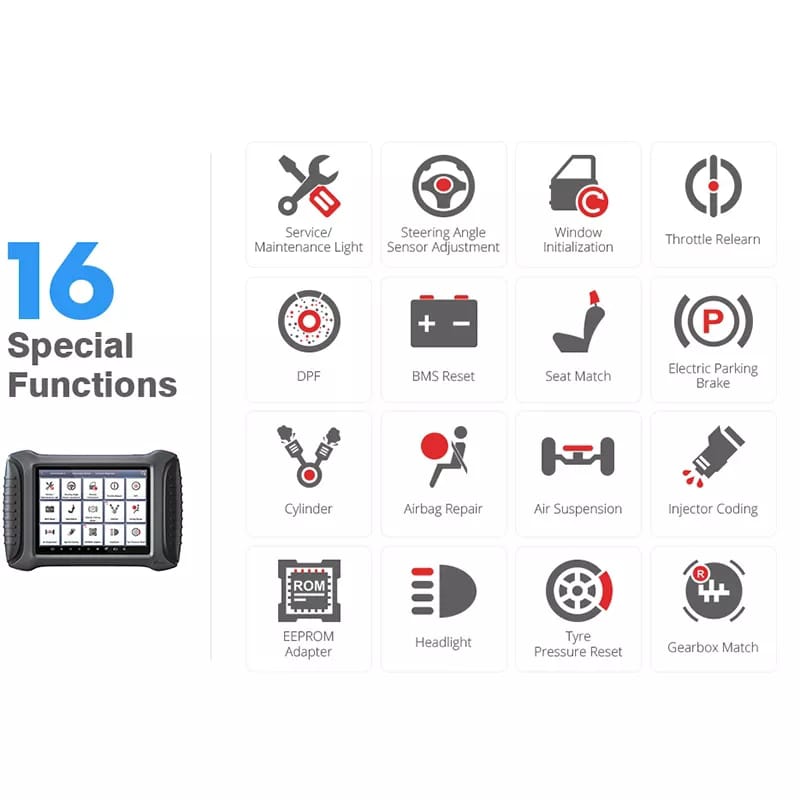 16
Special
Functions
Service/
Maintenance Light
Steering Angle
Sensor Adjustment
Window
Initialization
Throttle Relearn
DPF
BMS Reset
Seat Match
P
Electric Parking
Brake
Cylinder
Airbag Repair
Air Suspension
Injector Coding
ROM
EEPROM
Adapter
Headlight
Tyre
Pressure Reset
R
Gearbox Match